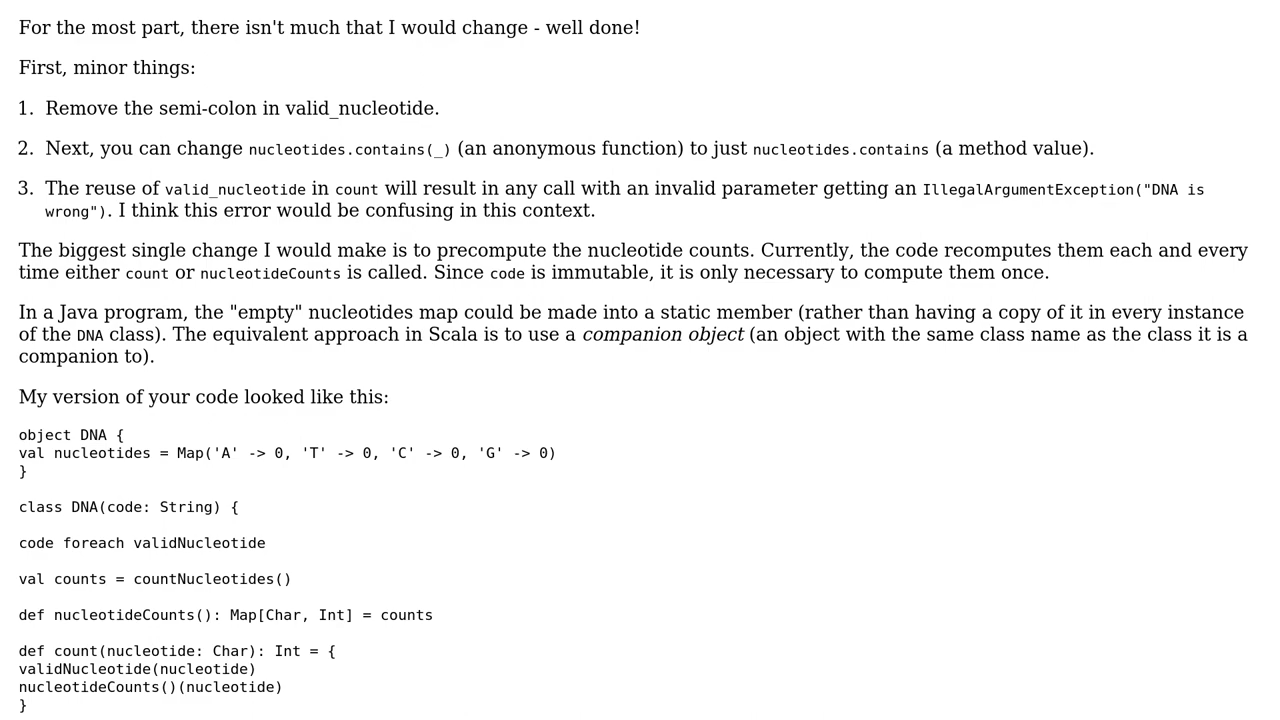 For the most part, there isn't much that I would change - well done!
First, minor things:
1. Remove the semi-colon in valid_nucleotide.
2. Next, you can change nucleotides.contains(_) (an anonymous function) to just nucleotides.contains (a method value).
3. The reuse of valid_nucleotide in count will result in any call with an invalid parameter getting an IllegalArgumentException("DNA is
wrong"). I think this error would be confusing in this context.
The biggest single change I would make is to precompute the nucleotide counts. Currently, the code recomputes them each and every
time either count or nucleotideCounts is called. Since code is immutable, it is only necessary to compute them once.
In a Java program, the "empty" nucleotides map could be made into a static member (rather than having a copy of it in every instance
of the DNA class). The equivalent approach in Scala is to use a companion object (an object with the same class name as the class it is a
companion to).
My version of your code looked like this:
object DNA {
val nucleotides = Map('A' -> 0, 'T' -> 0, 'C' -> 0, 'G' -> 0)
}
class DNA(code: String) {
code foreach validNucleotide
val counts = countNucleotides()
def nucleotideCounts(): Map[Char, Int] = counts
def count(nucleotide: Char): Int = {
validNucleotide(nucleotide)
nucleotideCounts()(nucleotide)
}